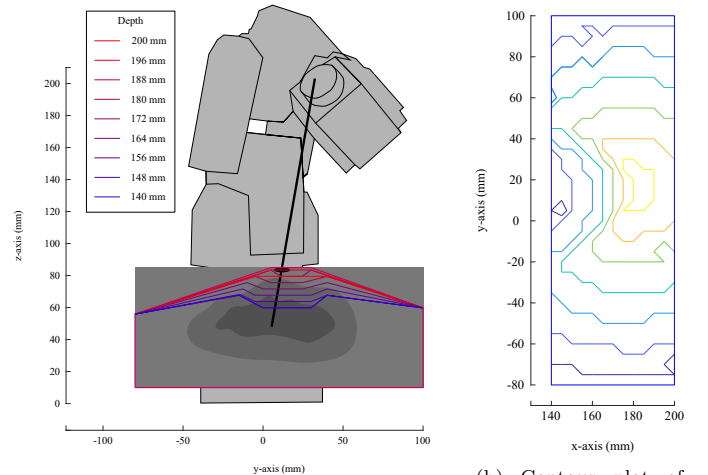 Depth
200 mm
196 mm
188 mm
180 mm
172 mm
164 mm
156 mm
148 mm
140 mm
z-axis (mm)
200
180
160
140
120
100
80
60
40
20
0
-100
-50
0
50
100
y-axis (mm)
y-axis (mm)
100
80
60
40
20
0
-20
-40
-60
-80
140
160
180
200
x-axis (mm)